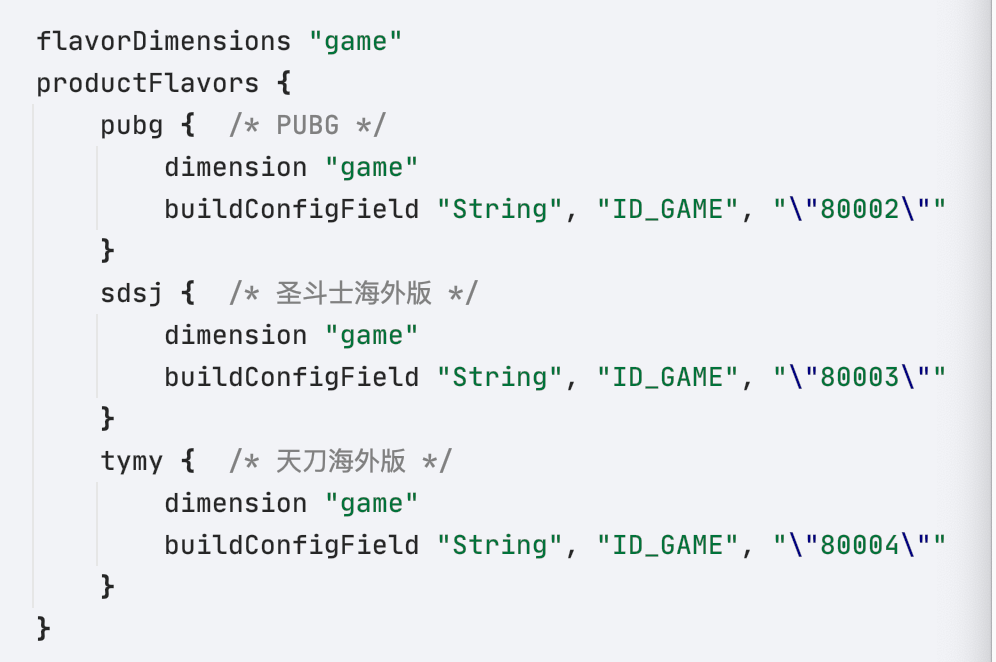 flavorDimensions "game"
productFlavors {
    pubg {  /* PUBG */
        dimension "game"
        buildConfigField "String", "ID_GAME", "\"80002\""
    }
    sdsj {  /* 圣斗士海外版 */
        dimension "game"
        buildConfigField "String", "ID_GAME", "\"80003\""
    }
    tymy {  /* 天刀海外版 */
        dimension "game"
        buildConfigField "String", "ID_GAME", "\"80004\""
    }
}